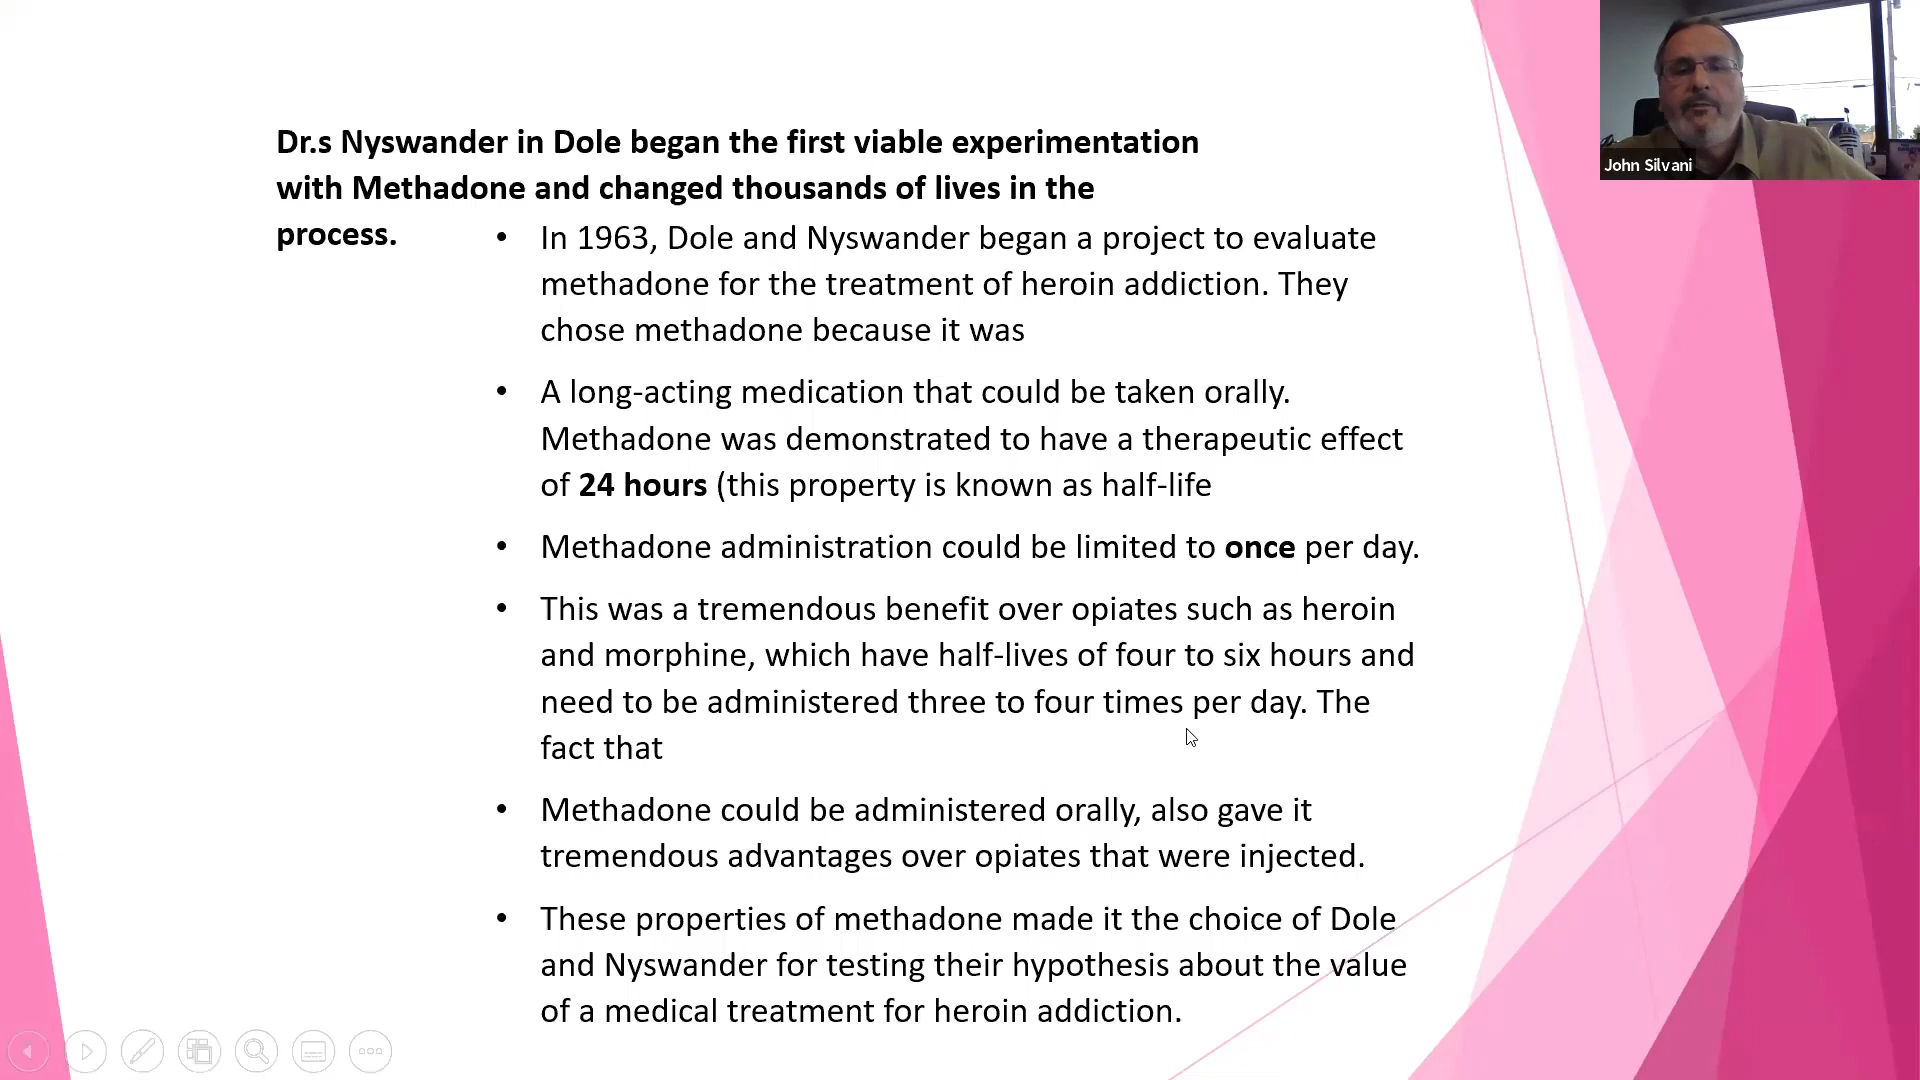 Dr.s Nyswander in Dole began the first viable experimentation
with Methadone and changed thousands of lives in the
process.
• In 1963, Dole and Nyswander began a project to evaluate
methadone for the treatment of heroin addiction. They
chose methadone because it was
• A long-acting medication that could be taken orally.
Methadone was demonstrated to have a therapeutic effect
of 24 hours (this property is known as half-life
• Methadone administration could be limited to once per day.
• This was a tremendous benefit over opiates such as heroin
and morphine, which have half-lives of four to six hours and
need to be administered three to four times per day. The
fact that
• Methadone could be administered orally, also gave it
tremendous advantages over opiates that were injected.
• These properties of methadone made it the choice of Dole
and Nyswander for testing their hypothesis about the value
of a medical treatment for heroin addiction.
John Silvani